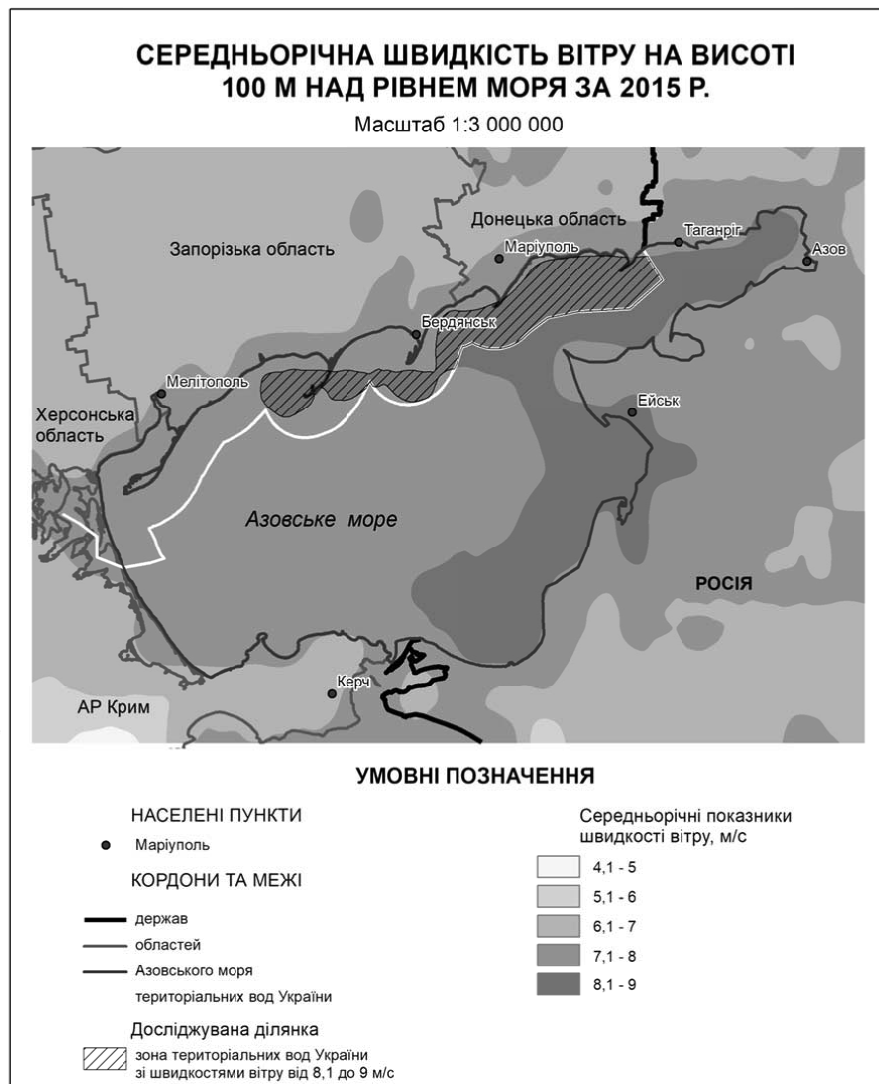 СЕРЕДНЬОРІЧНА ШВИДКІСТЬ ВІТРУ НА ВИСОТІ
100 М НАД РІВНЕМ МОРЯ ЗА 2015 Р.
Масштаб 1:3 000 000
Донецька область
Таганріг
Запорізька область
Маріуполь
Азов
Бердянськ
Мелітополь
Ейськ
Херсонська
область
Азовське море
РОСІЯ
Керч
АР Крим
УМОВНІ ПОЗНАЧЕННЯ
НАСЕЛЕНІ ПУНКТИ
Маріуполь
КОРДОНИ ТА МЕЖІ
держав
областей
Азовського моря
територіальних вод України
Досліджувана ділянка
зона територіальних вод України
зі швидкостями вітру від 8,1 до 9 м/с
Середньорічні показники
швидкості вітру, м/с
4,1 - 5
5,1 - 6
6,1 - 7
7,1 - 8
8,1 - 9